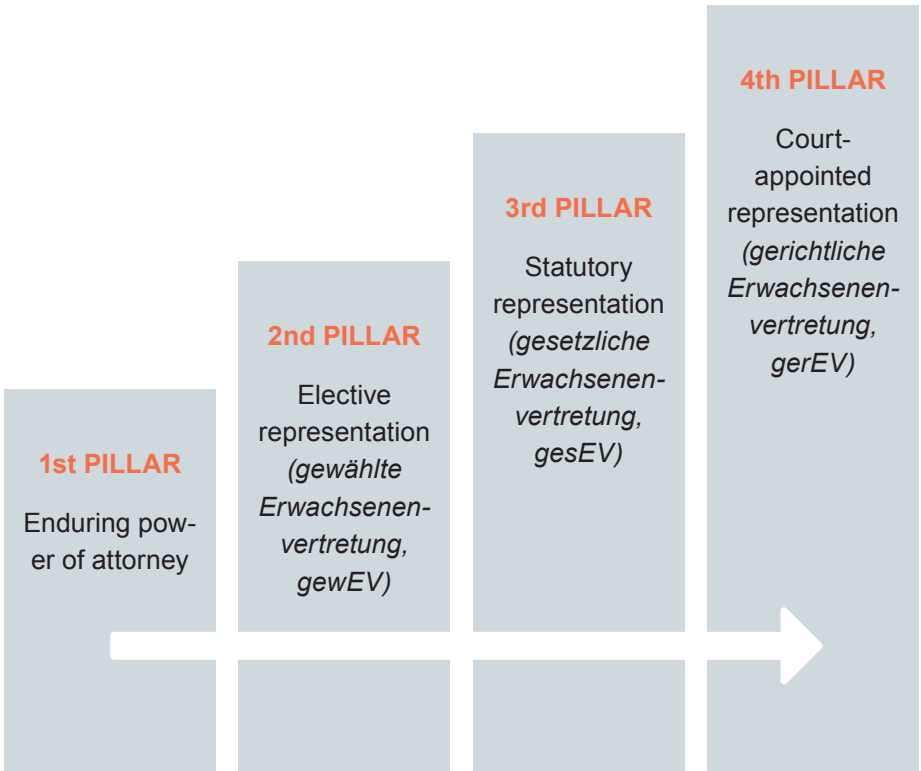 1st PILLAR
Enduring pow-
er of attorney
2nd PILLAR
Elective
representation
(gewählte
Erwachsenen-
vertretung,
gewEV)
3rd PILLAR
Statutory
representation
(gesetzliche
Erwachsenen-
vertretung,
gesEV)
4th PILLAR
Court-
appointed
representation
(gerichtliche
Erwachsenen-
vertretung,
gerEV)